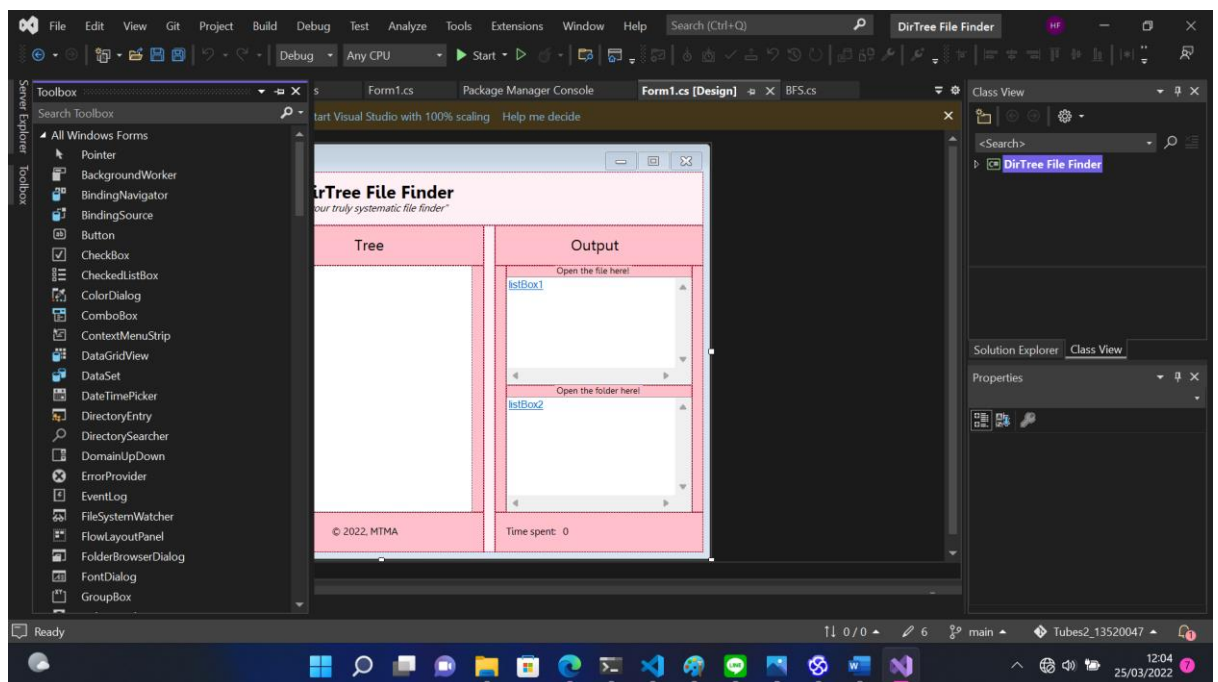 File Edit View Git Project Build Debug Test Analyze Tools Extensions Window Help Search (Ctrl+Q) DirTree File Finder HF
Debug Any CPU Start
Server Explorer
Toolbox
Toolbox
Search Toolbox
All Windows Forms
Pointer
BackgroundWorker
BindingNavigator
BindingSource
Button
CheckBox
CheckedListBox
ColorDialog
ComboBox
ContextMenuStrip
DataGridView
DataSet
DateTimePicker
DirectoryEntry
DirectorySearcher
DomainUpDown
ErrorProvider
EventLog
FileSystemWatcher
FlowLayoutPanel
FolderBrowserDialog
FontDialog
GroupBox
s Form1.cs Package Manager Console Form1.cs [Design] BFS.cs
tart Visual Studio with 100% scaling Help me decide
irTree File Finder
our truly systematic file finder"
Tree
Output
Open the file here!
listBox1
Open the folder here!
listBox2
© 2022, MTMA
Time spent: 0
Class View
<Search>
C# DirTree File Finder
Solution Explorer Class View
Properties
Ready
0 / 0 6 main Tubes2_13520047 1
12:04
25/03/2022 7